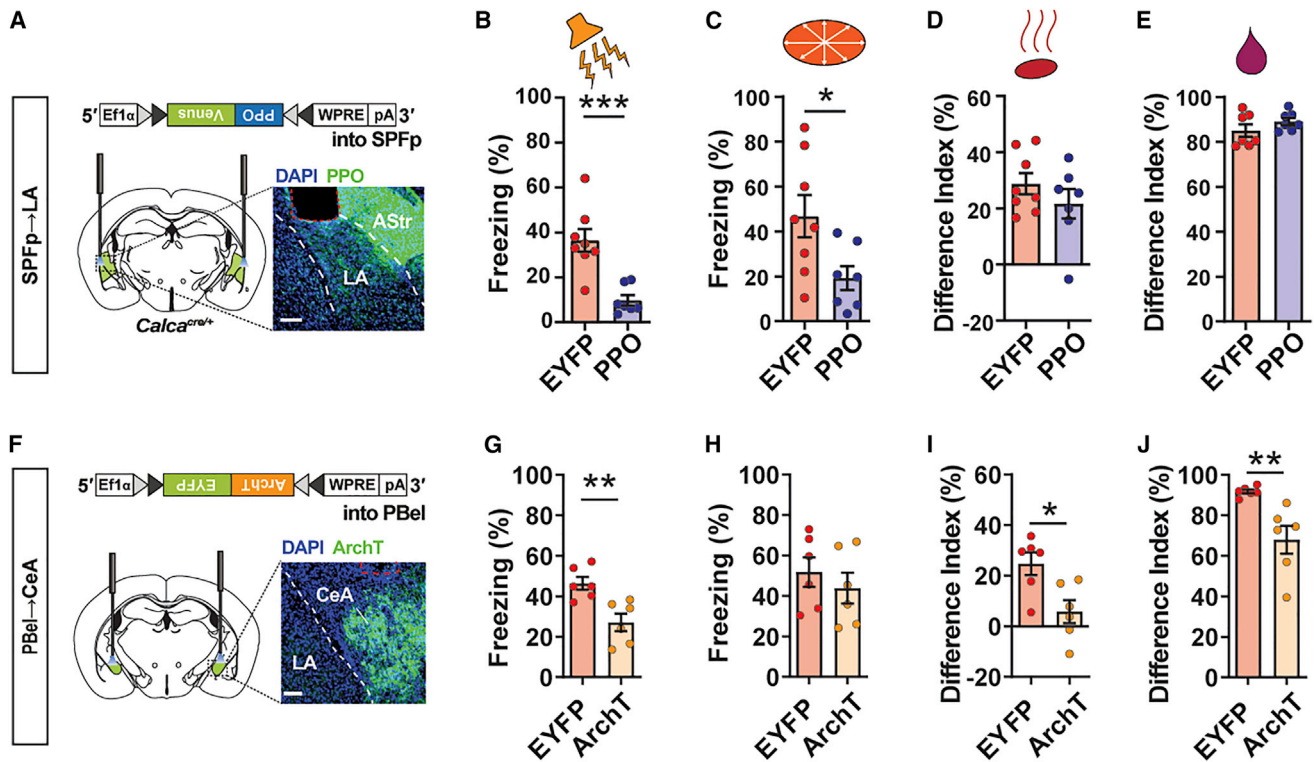 A
SPFp→LA
5′ Ef1α Venus PPO WPRE pA 3′
into SPFp
DAPI PPO
AStr
LA
Calca^cre/+
B
***
Freezing (%)
100
80
60
40
20
0
EYFP PPO
C
*
Freezing (%)
100
80
60
40
20
0
EYFP PPO
D
Difference Index (%)
60
40
20
0
-20
EYFP PPO
E
Difference Index (%)
100
80
60
40
20
0
EYFP PPO
F
PBel→CeA
5′ Ef1α EYFP ArchT WPRE pA 3′
into PBel
DAPI ArchT
CeA
LA
G
**
Freezing (%)
100
80
60
40
20
0
EYFP ArchT
H
Freezing (%)
100
80
60
40
20
0
EYFP ArchT
I
*
Difference Index (%)
60
40
20
0
-20
EYFP ArchT
J
**
Difference Index (%)
100
80
60
40
20
0
EYFP ArchT